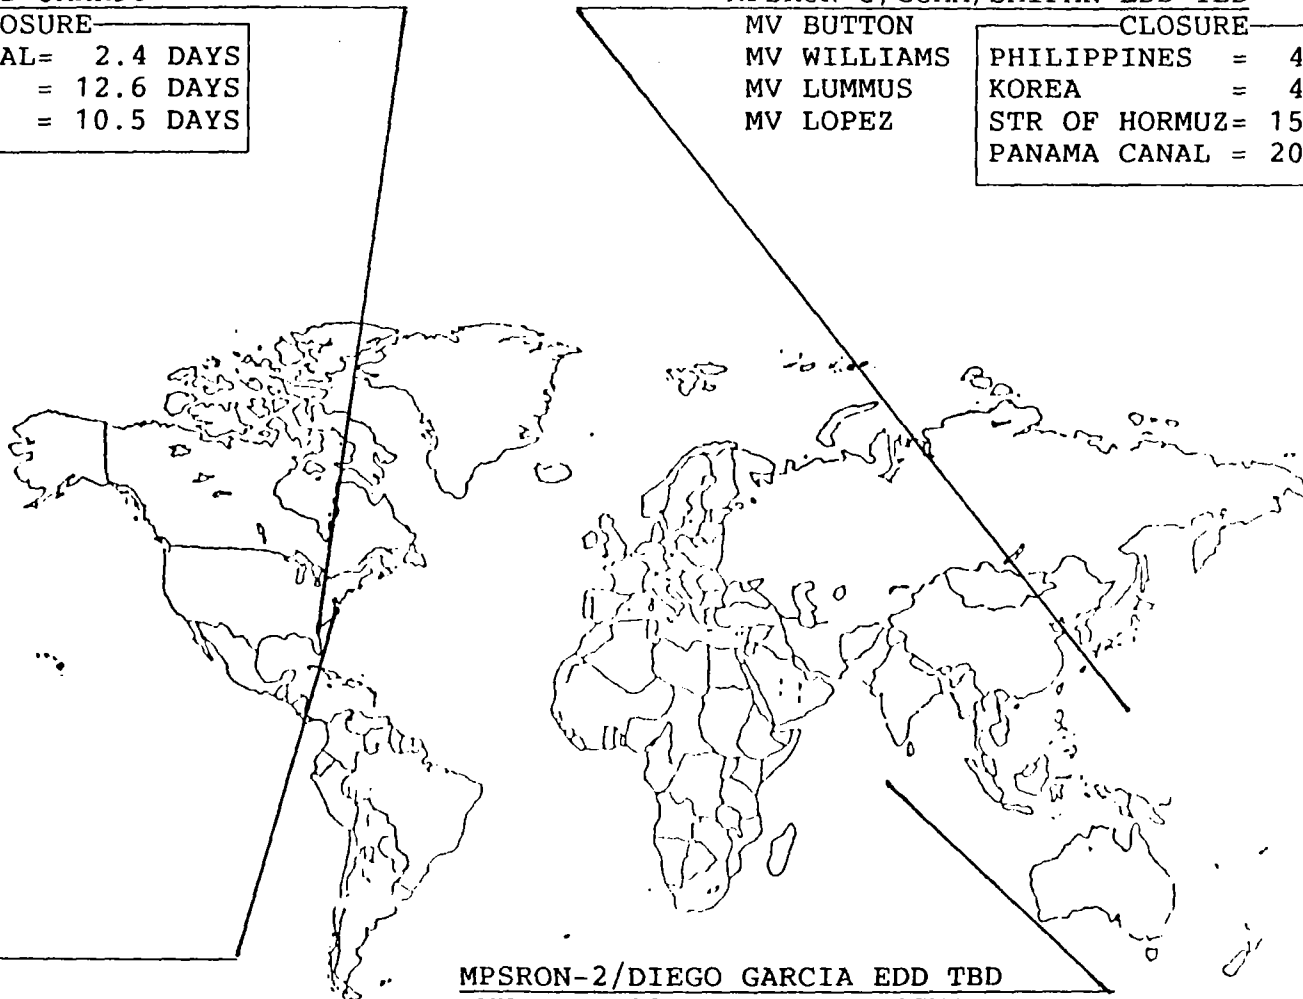 OSURE
AL= 2.4 DAYS
= 12.6 DAYS
= 10.5 DAYS
MV BUTTON
MV WILLIAMS
MV LUMMUS
MV LOPEZ
CLOSURE
PHILIPPINES = 4
KOREA = 4
STR OF HORMUZ= 15
PANAMA CANAL = 20
MPSRON-2/DIEGO GARCIA EDD TBD